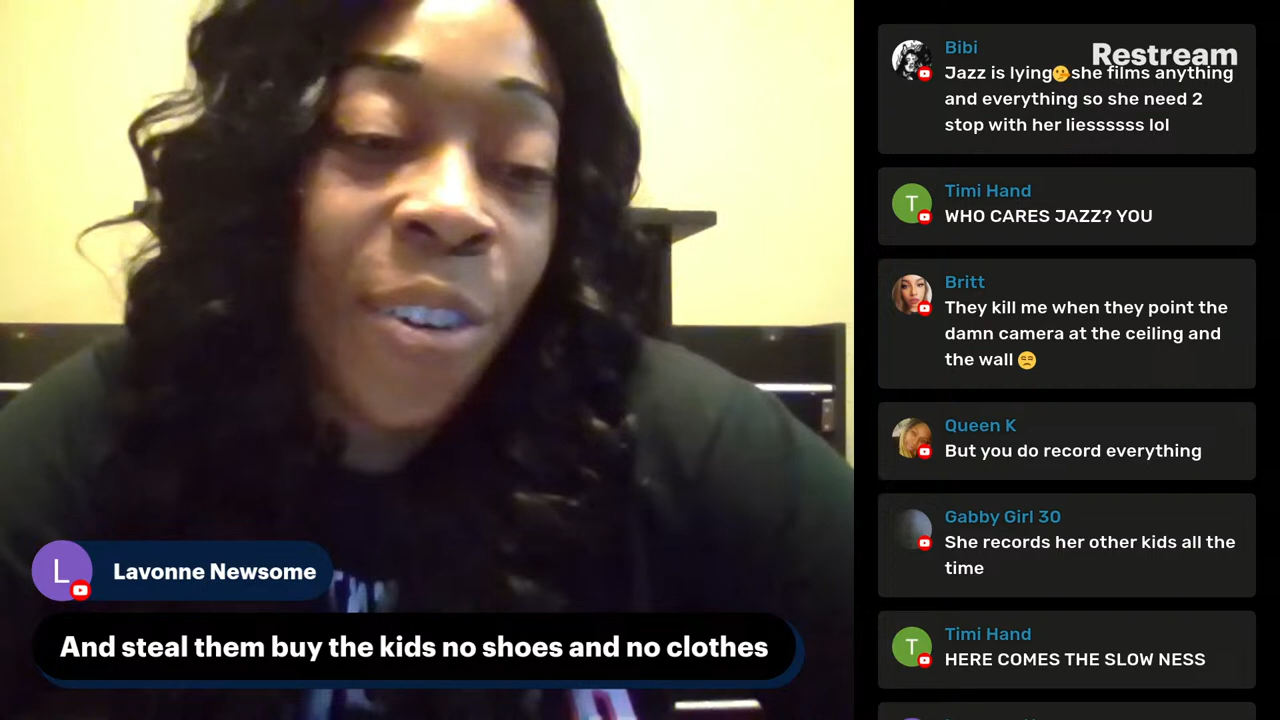 Restream
Bibi
Jazz is lying🤥she films anything
and everything so she need 2
stop with her liessssss lol
T
Timi Hand
WHO CARES JAZZ? YOU
Britt
They kill me when they point the
damn camera at the ceiling and
the wall 😒
Queen K
But you do record everything
Gabby Girl 30
She records her other kids all the
time
T
Timi Hand
HERE COMES THE SLOW NESS
L
Lavonne Newsome
And steal them buy the kids no shoes and no clothes